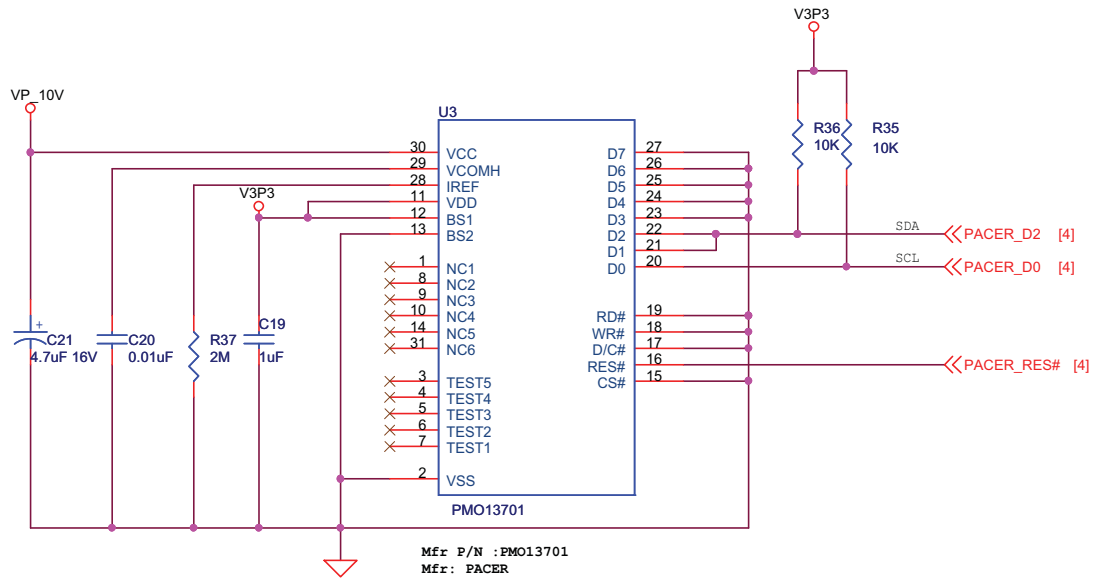 V3P3
VP_10V
U3
R36
10K
R35
10K
30 VCC
29 VCOMH
28 IREF
V3P3
11 VDD
12 BS1
13 BS2
1 NC1
8 NC2
9 NC3
10 NC4
14 NC5
31 NC6
3 TEST5
4 TEST4
5 TEST3
6 TEST2
7 TEST1
2 VSS
D7 27
D6 26
D5 25
D4 24
D3 23
D2 22
D1 21
D0 20
RD# 19
WR# 18
D/C# 17
RES# 16
CS# 15
SDA
PACER_D2 [4]
SCL
PACER_D0 [4]
PACER_RES# [4]
+
C21
4.7uF 16V
C20
0.01uF
R37
2M
C19
1uF
PMO13701
Mfr P/N :PMO13701
Mfr: PACER